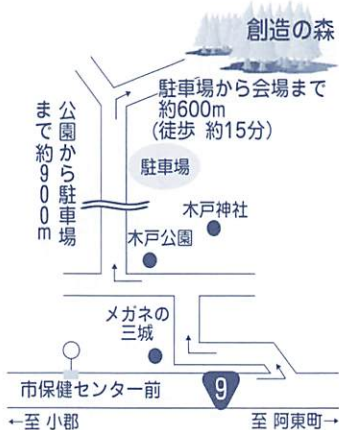 創造の森
駐車場から会場まで
約600m
(徒歩 約15分)
公園から駐車場
まで約900m
駐車場
木戸神社
木戸公園
メガネの
三城
市保健センター前
9
←至 小郡
至 阿東町→